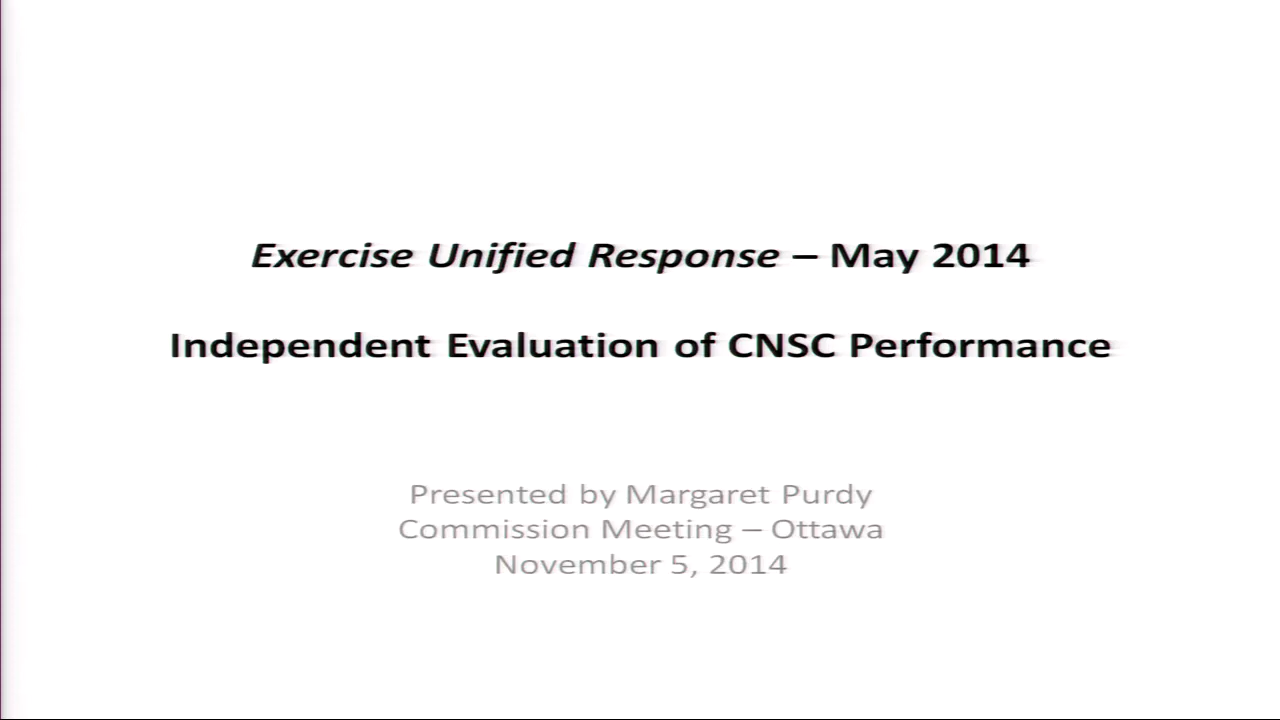 Exercise Unified Response – May 2014
Independent Evaluation of CNSC Performance
Presented by Margaret Purdy
Commission Meeting – Ottawa
November 5, 2014